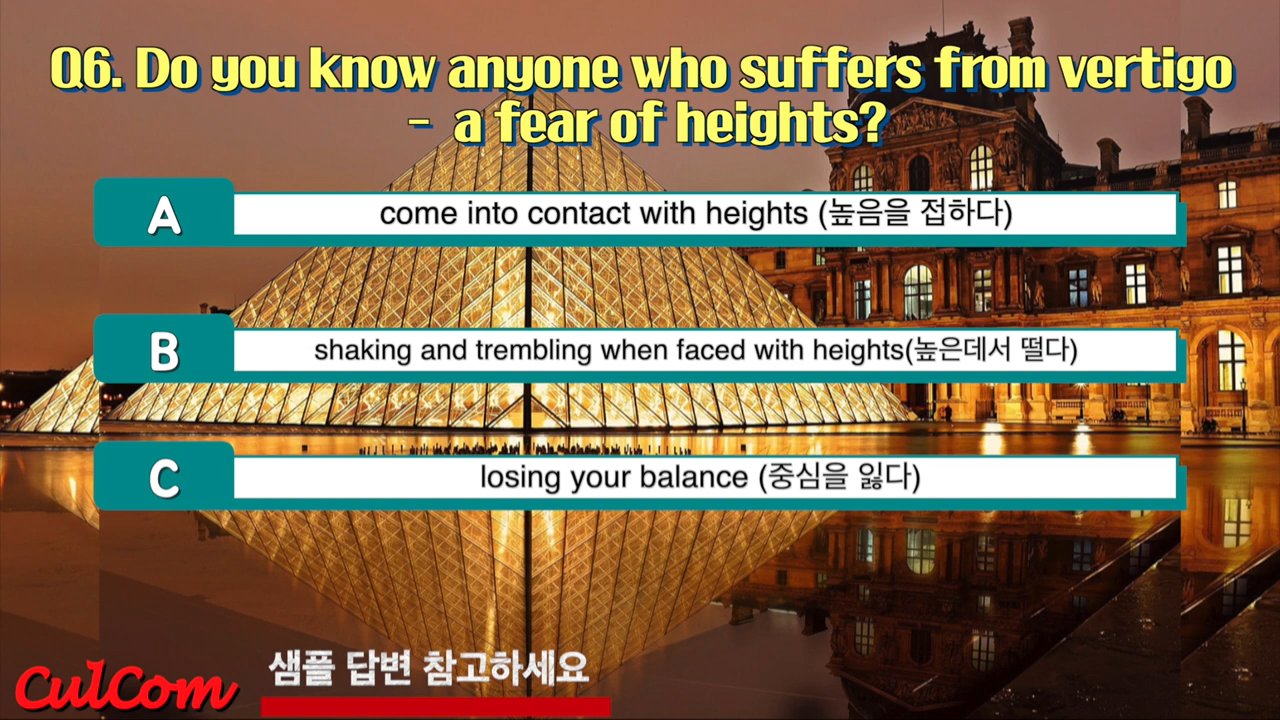 Q6. Do you know anyone who suffers from vertigo
- a fear of heights?
A
come into contact with heights (높음을 접하다)
B
shaking and trembling when faced with heights(높은데서 떨다)
C
losing your balance (중심을 잃다)
샘플 답변 참고하세요
CulCom